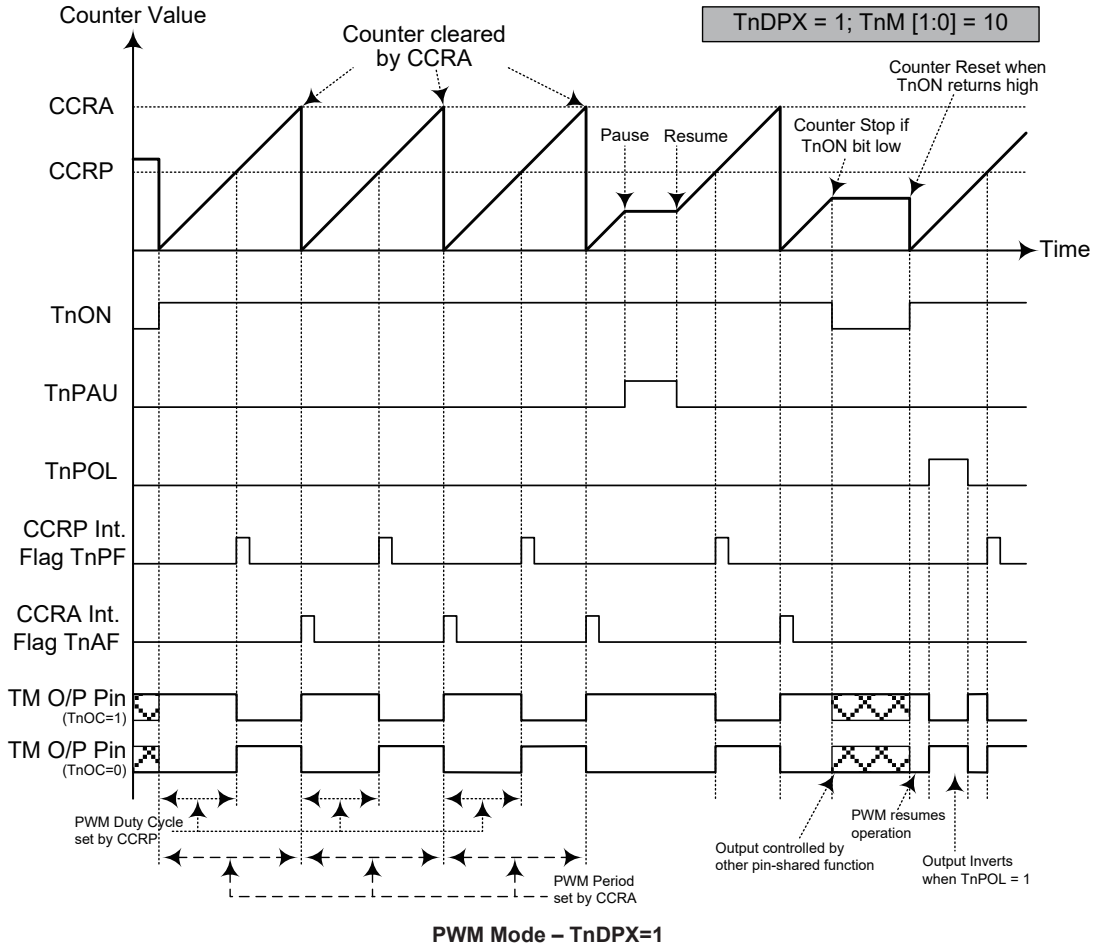 Counter Value
TnDPX = 1; TnM [1:0] = 10
Counter cleared
by CCRA
Counter Reset when
TnON returns high
CCRA
Pause
Resume
Counter Stop if
TnON bit low
CCRP
Time
TnON
TnPAU
TnPOL
CCRP Int.
Flag TnPF
CCRA Int.
Flag TnAF
TM O/P Pin
(TnOC=1)
TM O/P Pin
(TnOC=0)
PWM Duty Cycle
set by CCRP
PWM resumes
operation
Output controlled by
other pin-shared function
Output Inverts
when TnPOL = 1
PWM Period
set by CCRA
PWM Mode – TnDPX=1